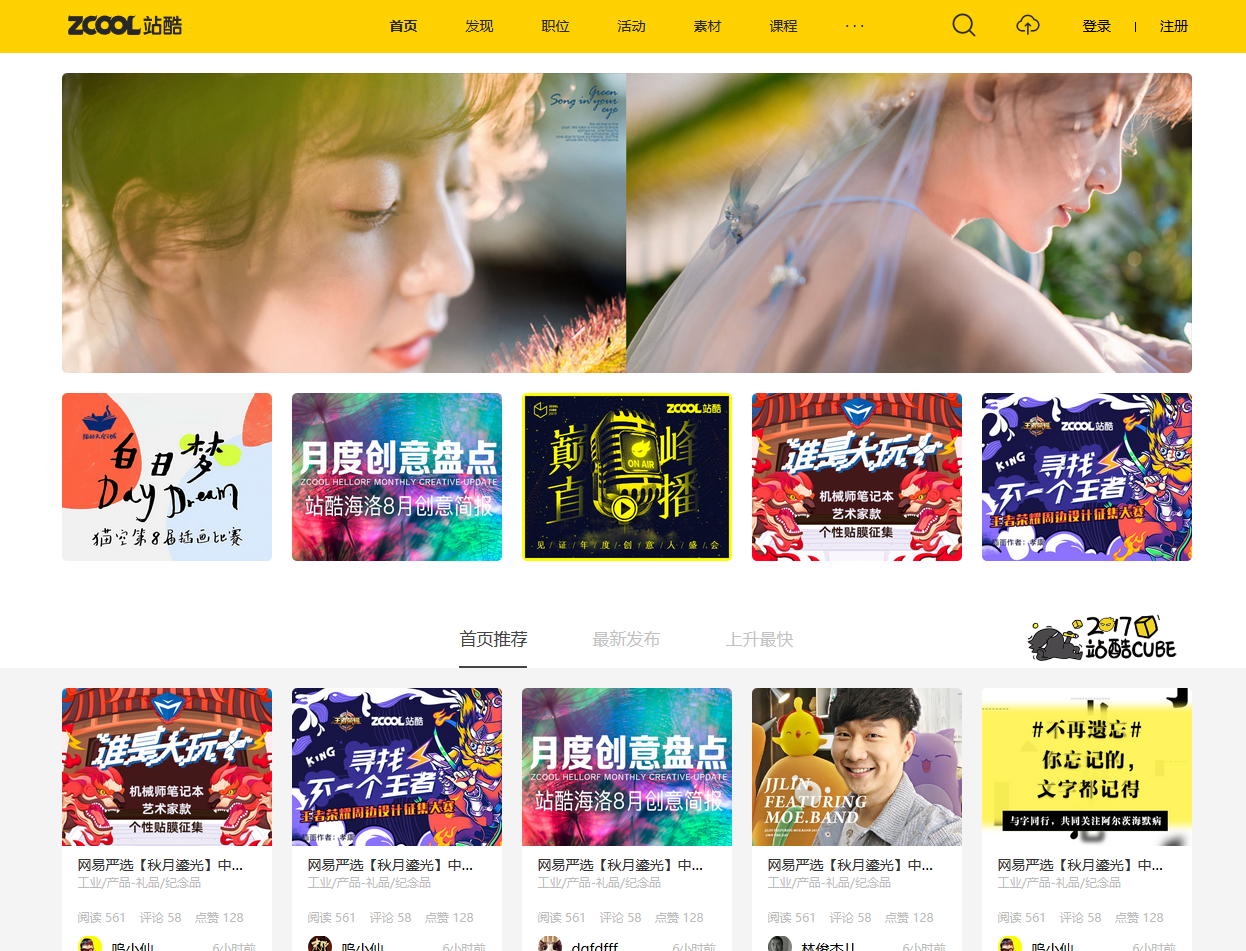 ZCOOL站酷 首页 发现 职位 活动 素材 课程 ··· 登录 | 注册
Green
Song in your
eye
白日梦
Day Dream
猫空第8届插画比赛
月度创意盘点
ZCOOL HELLORF MONTHLY CREATIVE UPDATE
站酷海洛8月创意简报
ZCOOL站酷
巅峰
直播
ON AIR
见/证/年/度/创/意/人/盛/会
谁是大玩+
机械师笔记本
艺术家款
个性贴膜征集
王者荣耀 ZCOOL站酷
KING 寻找
下一个王者
王者荣耀周边设计征集大赛
首页推荐 最新发布 上升最快
2017
站酷CUBE
谁是大玩+
机械师笔记本
艺术家款
个性贴膜征集
王者荣耀 ZCOOL站酷
KING 寻找
下一个王者
王者荣耀周边设计征集大赛
月度创意盘点
ZCOOL HELLORF MONTHLY CREATIVE UPDATE
站酷海洛8月创意简报
JJLIN
FEATURING
MOE.BAND
#不再遗忘#
你忘记的，
文字都记得
与字同行，共同关注阿尔茨海默病
网易严选【秋月鎏光】中... 网易严选【秋月鎏光】中... 网易严选【秋月鎏光】中... 网易严选【秋月鎏光】中... 网易严选【秋月鎏光】中...
工业/产品-礼品/纪念品 工业/产品-礼品/纪念品 工业/产品-礼品/纪念品 工业/产品-礼品/纪念品 工业/产品-礼品/纪念品
阅读 561 评论 58 点赞 128 阅读 561 评论 58 点赞 128 阅读 561 评论 58 点赞 128 阅读 561 评论 58 点赞 128 阅读 561 评论 58 点赞 128
呜小仙 6小时前 呜小仙 6小时前 dgfdfff 6小时前 林俊杰JJ 6小时前 呜小仙 6小时前